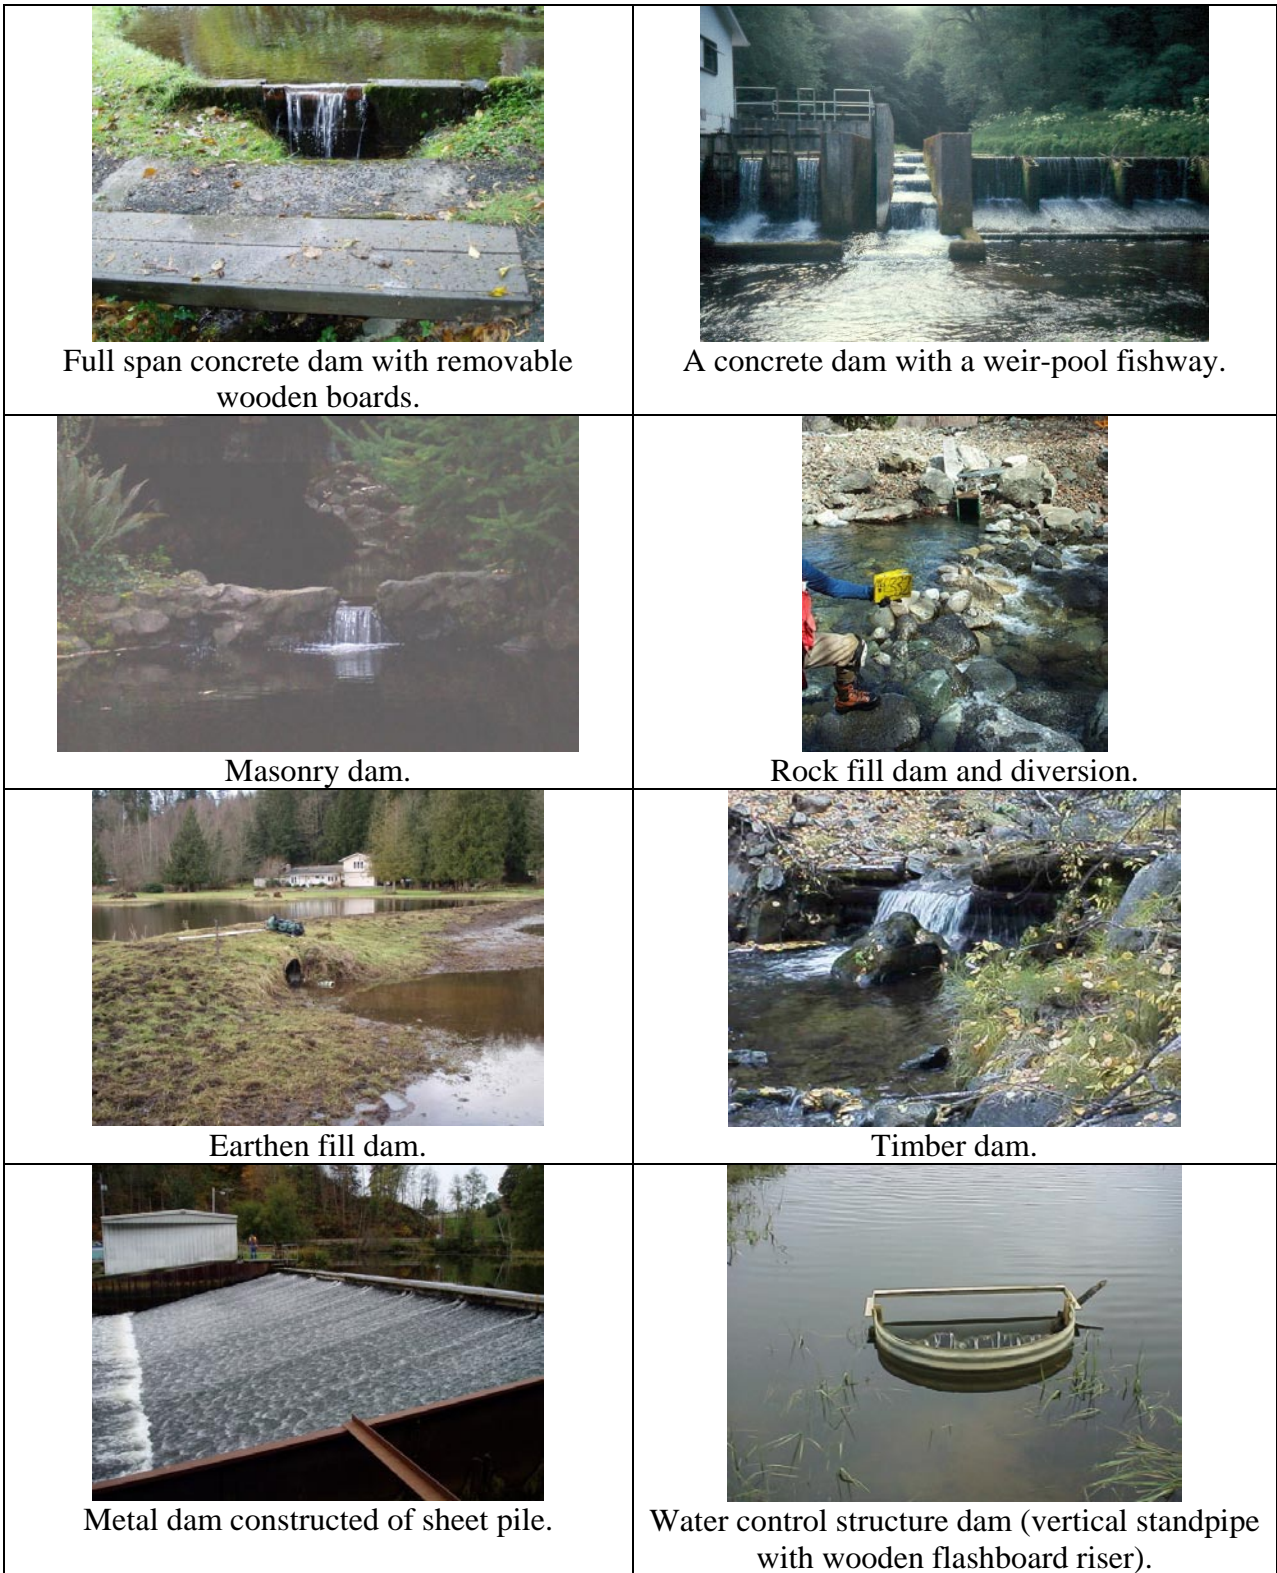 Full span concrete dam with removable
wooden boards.
A concrete dam with a weir-pool fishway.
Masonry dam.
Rock fill dam and diversion.
Earthen fill dam.
Timber dam.
Metal dam constructed of sheet pile.
Water control structure dam (vertical standpipe
with wooden flashboard riser).